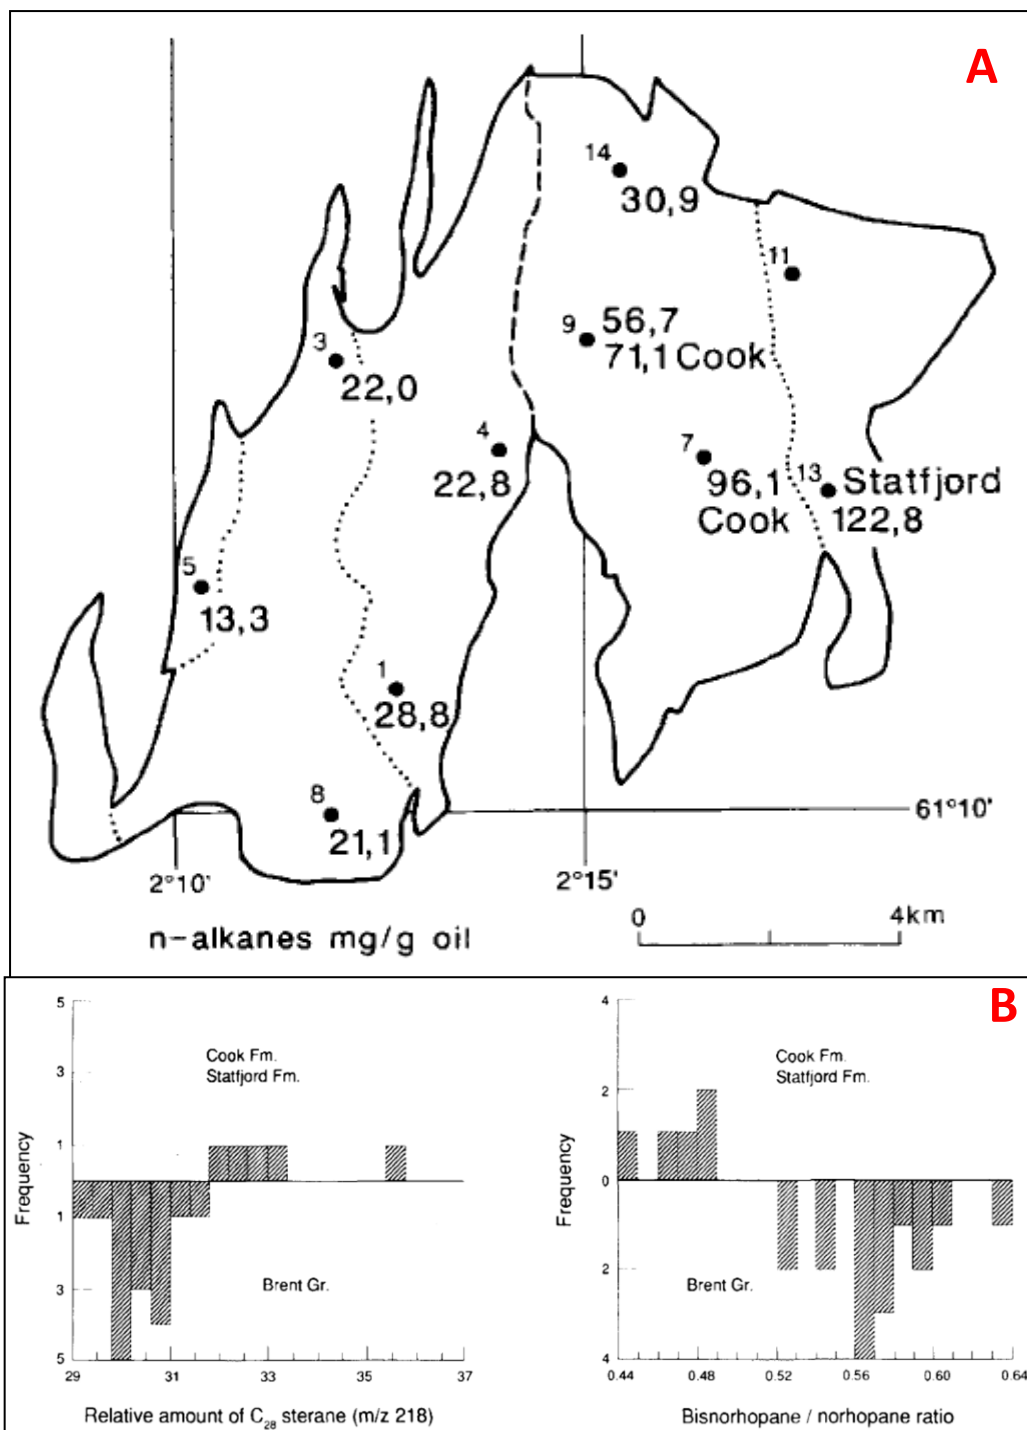 A
14
30,9
11
3
22,0
9
56,7
71,1 Cook
4
22,8
7
96,1
Cook
13
Statfjord
122,8
5
13,3
1
28,8
8
21,1
61°10'
2°10'
2°15'
n-alkanes mg/g oil
0
4km
B
5
3
1
1
3
5
Frequency
Cook Fm.
Statfjord Fm.
Brent Gr.
29
31
33
35
37
Relative amount of C28 sterane (m/z 218)
4
2
0
2
4
Frequency
Cook Fm.
Statfjord Fm.
Brent Gr.
0.44
0.48
0.52
0.56
0.60
0.64
Bisnorhopane / norhopane ratio